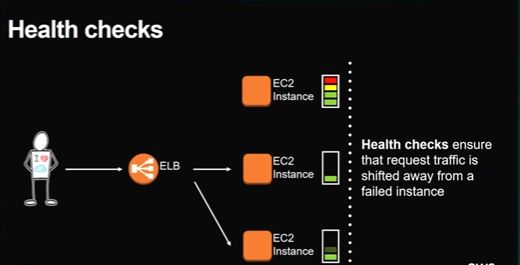 Health checks
EC2
Instance
ELB
EC2
Instance
EC2
Instance
Health checks ensure
that request traffic is
shifted away from a
failed instance